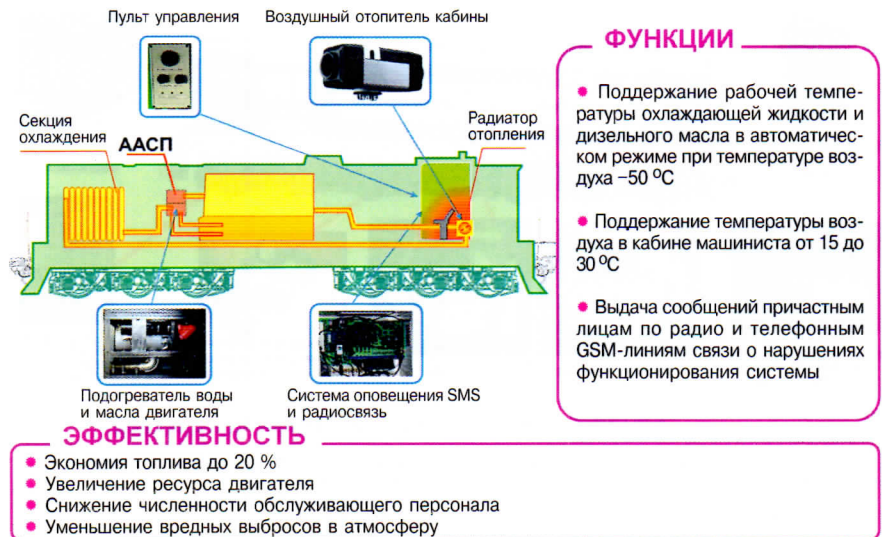 Пульт управления
Воздушный отопитель кабины
Секция
охлаждения
ААСП
Радиатор
отопления
Подогреватель воды
и масла двигателя
Система оповещения SMS
и радиосвязь
ФУНКЦИИ
• Поддержание рабочей темпе-
ратуры охлаждающей жидкости и
дизельного масла в автоматичес-
ком режиме при температуре воз-
духа –50 ⁰С
• Поддержание температуры воз-
духа в кабине машиниста от 15 до
30 ⁰С
• Выдача сообщений причастным
лицам по радио и телефонным
GSM-линиям связи о нарушениях
функционирования системы
ЭФФЕКТИВНОСТЬ
• Экономия топлива до 20 %
• Увеличение ресурса двигателя
• Снижение численности обслуживающего персонала
• Уменьшение вредных выбросов в атмосферу